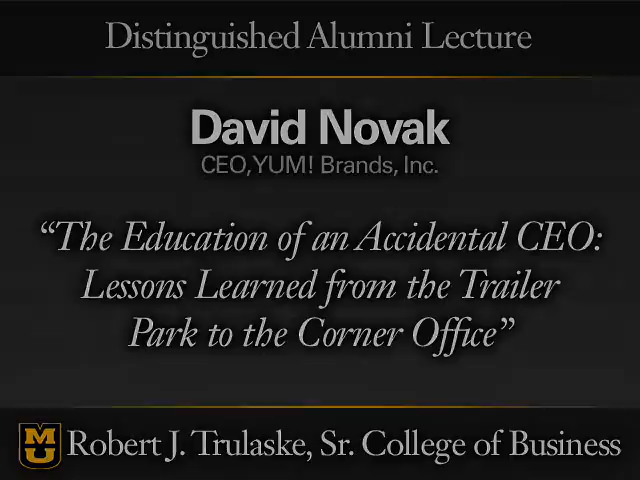 Distinguished Alumni Lecture
David Novak
CEO,YUM! Brands, Inc.
“The Education of an Accidental CEO:
Lessons Learned from the Trailer
Park to the Corner Office”
MU Robert J. Trulaske, Sr. College of Business